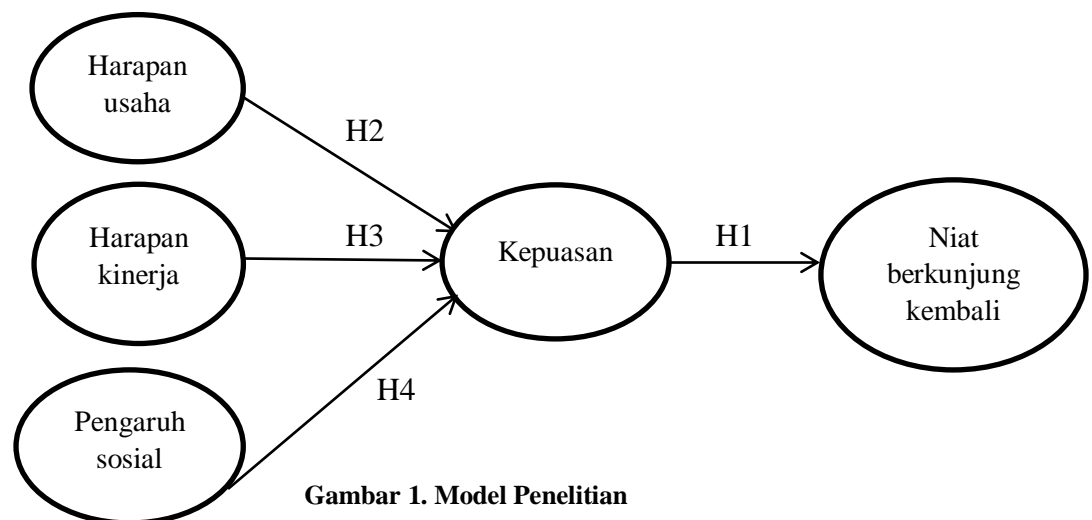 Harapan
usaha
H2
Harapan
kinerja
H3
Kepuasan
H1
Niat
berkunjung
kembali
Pengaruh
sosial
H4
Gambar 1. Model Penelitian